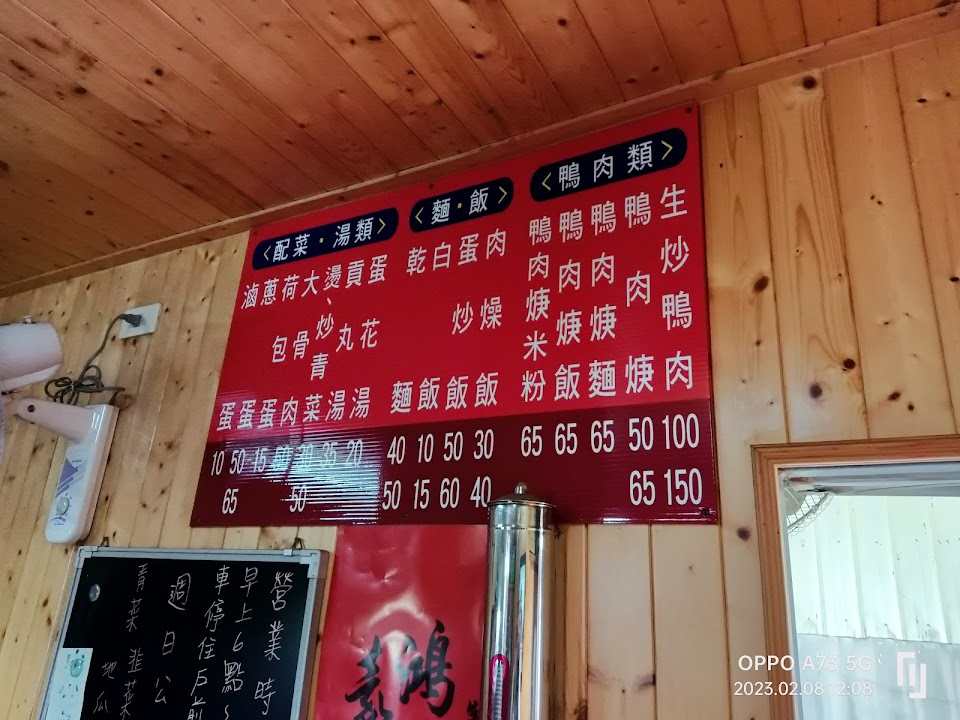 〈鴨肉類〉
生炒鴨肉 100 150
鴨肉焿 50 65
鴨肉焿麵 65
鴨肉焿飯 65
鴨肉焿米粉 65
〈麵·飯〉
肉燥飯 30 40
蛋炒飯 50 60
白飯 10 15
乾麵 40 50
〈配菜·湯類〉
蛋花湯 20
貢丸湯 35
燙、炒青菜 30 50
大骨肉
荷包蛋 15
蔥蛋 50 65
滷蛋 10
營業時
早上6點~
車停住戶前
週日公
青菜韭菜
地瓜
鴻
OPPO A73 5G
2023.02.08 12:08